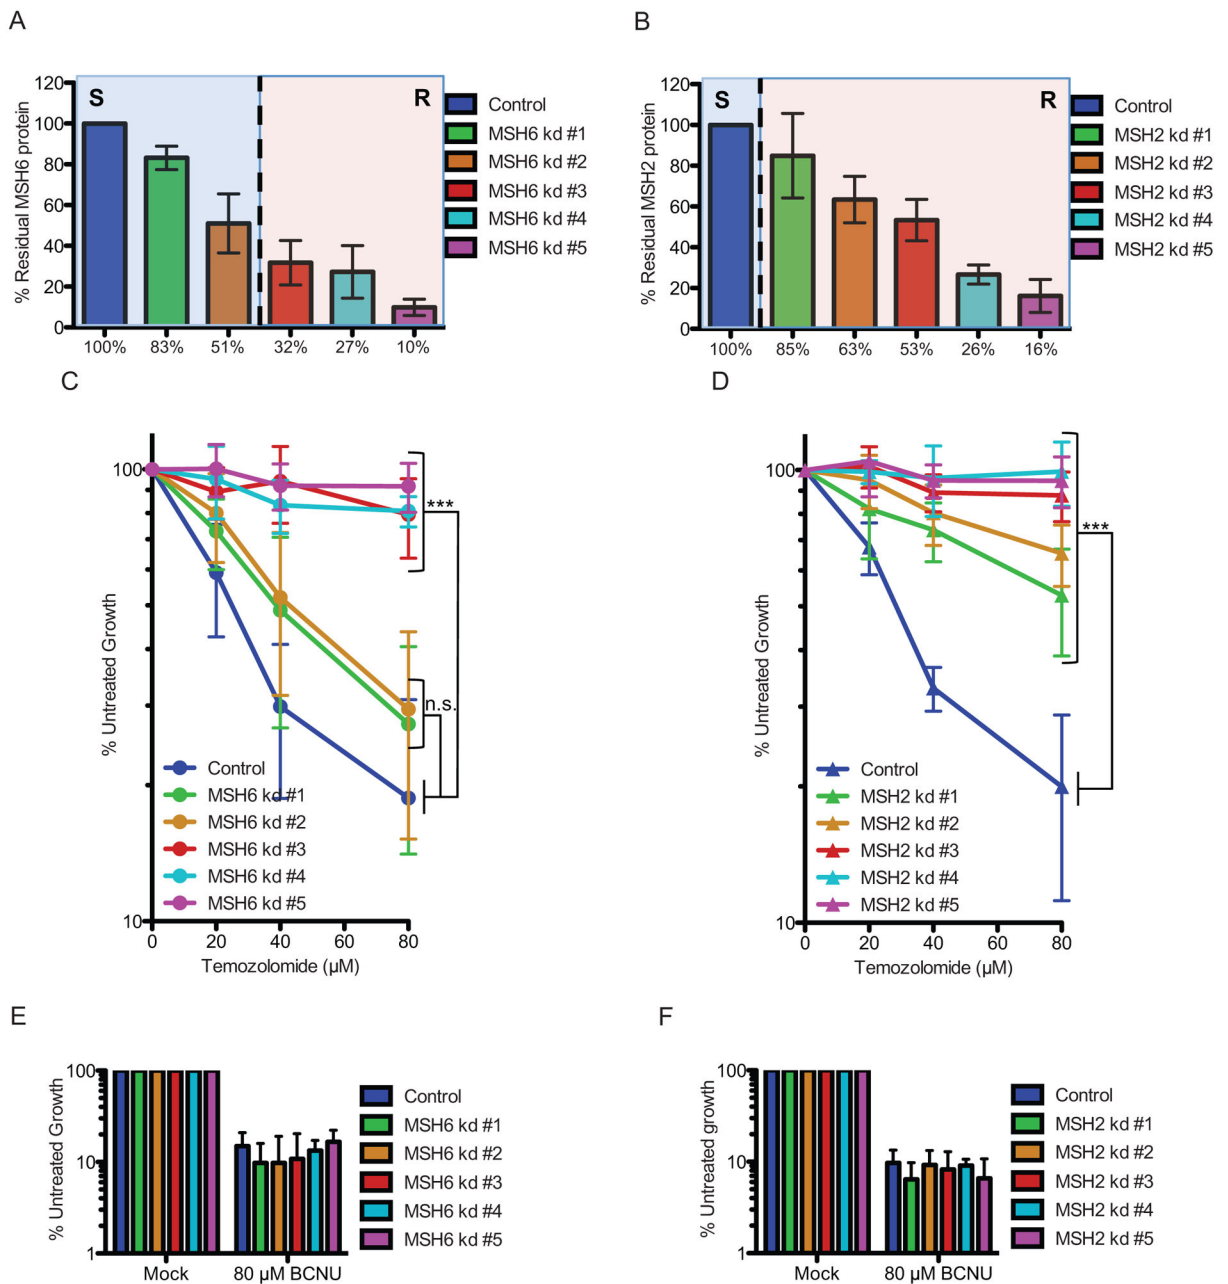 A
120
100
80
60
40
20
0
% Residual MSH6 protein
S
R
100%
83%
51%
32%
27%
10%
Control
MSH6 kd #1
MSH6 kd #2
MSH6 kd #3
MSH6 kd #4
MSH6 kd #5
B
120
100
80
60
40
20
0
% Residual MSH2 protein
S
R
100%
85%
63%
53%
26%
16%
Control
MSH2 kd #1
MSH2 kd #2
MSH2 kd #3
MSH2 kd #4
MSH2 kd #5
C
100
10
% Untreated Growth
***
n.s.
Control
MSH6 kd #1
MSH6 kd #2
MSH6 kd #3
MSH6 kd #4
MSH6 kd #5
0
20
40
60
80
Temozolomide (µM)
D
100
10
% Untreated Growth
***
Control
MSH2 kd #1
MSH2 kd #2
MSH2 kd #3
MSH2 kd #4
MSH2 kd #5
0
20
40
60
80
Temozolomide (µM)
E
100
10
1
% Untreated Growth
Mock
80 µM BCNU
Control
MSH6 kd #1
MSH6 kd #2
MSH6 kd #3
MSH6 kd #4
MSH6 kd #5
F
100
10
1
% Untreated growth
Mock
80 µM BCNU
Control
MSH2 kd #1
MSH2 kd #2
MSH2 kd #3
MSH2 kd #4
MSH2 kd #5